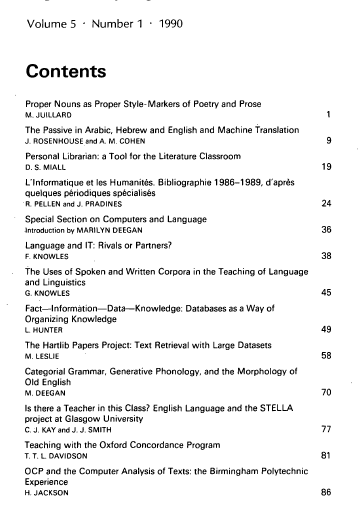 Volume 5 · Number 1 · 1990
Contents
Proper Nouns as Proper Style-Markers of Poetry and Prose
M. JUILLARD 1
The Passive in Arabic, Hebrew and English and Machine Translation
J. ROSENHOUSE and A. M. COHEN 9
Personal Librarian: a Tool for the Literature Classroom
D. S. MIALL 19
L'Informatique et les Humanités. Bibliographie 1986–1989, d'après
quelques périodiques spécialisés
R. PELLEN and J. PRADINES 24
Special Section on Computers and Language
Introduction by MARILYN DEEGAN 36
Language and IT: Rivals or Partners?
F. KNOWLES 38
The Uses of Spoken and Written Corpora in the Teaching of Language
and Linguistics
G. KNOWLES 45
Fact—Information—Data—Knowledge: Databases as a Way of
Organizing Knowledge
L. HUNTER 49
The Hartlib Papers Project: Text Retrieval with Large Datasets
M. LESLIE 58
Categorial Grammar, Generative Phonology, and the Morphology of
Old English
M. DEEGAN 70
Is there a Teacher in this Class? English Language and the STELLA
project at Glasgow University
C. J. KAY and J. J. SMITH 77
Teaching with the Oxford Concordance Program
T. T. L. DAVIDSON 81
OCP and the Computer Analysis of Texts: the Birmingham Polytechnic
Experience
H. JACKSON 86